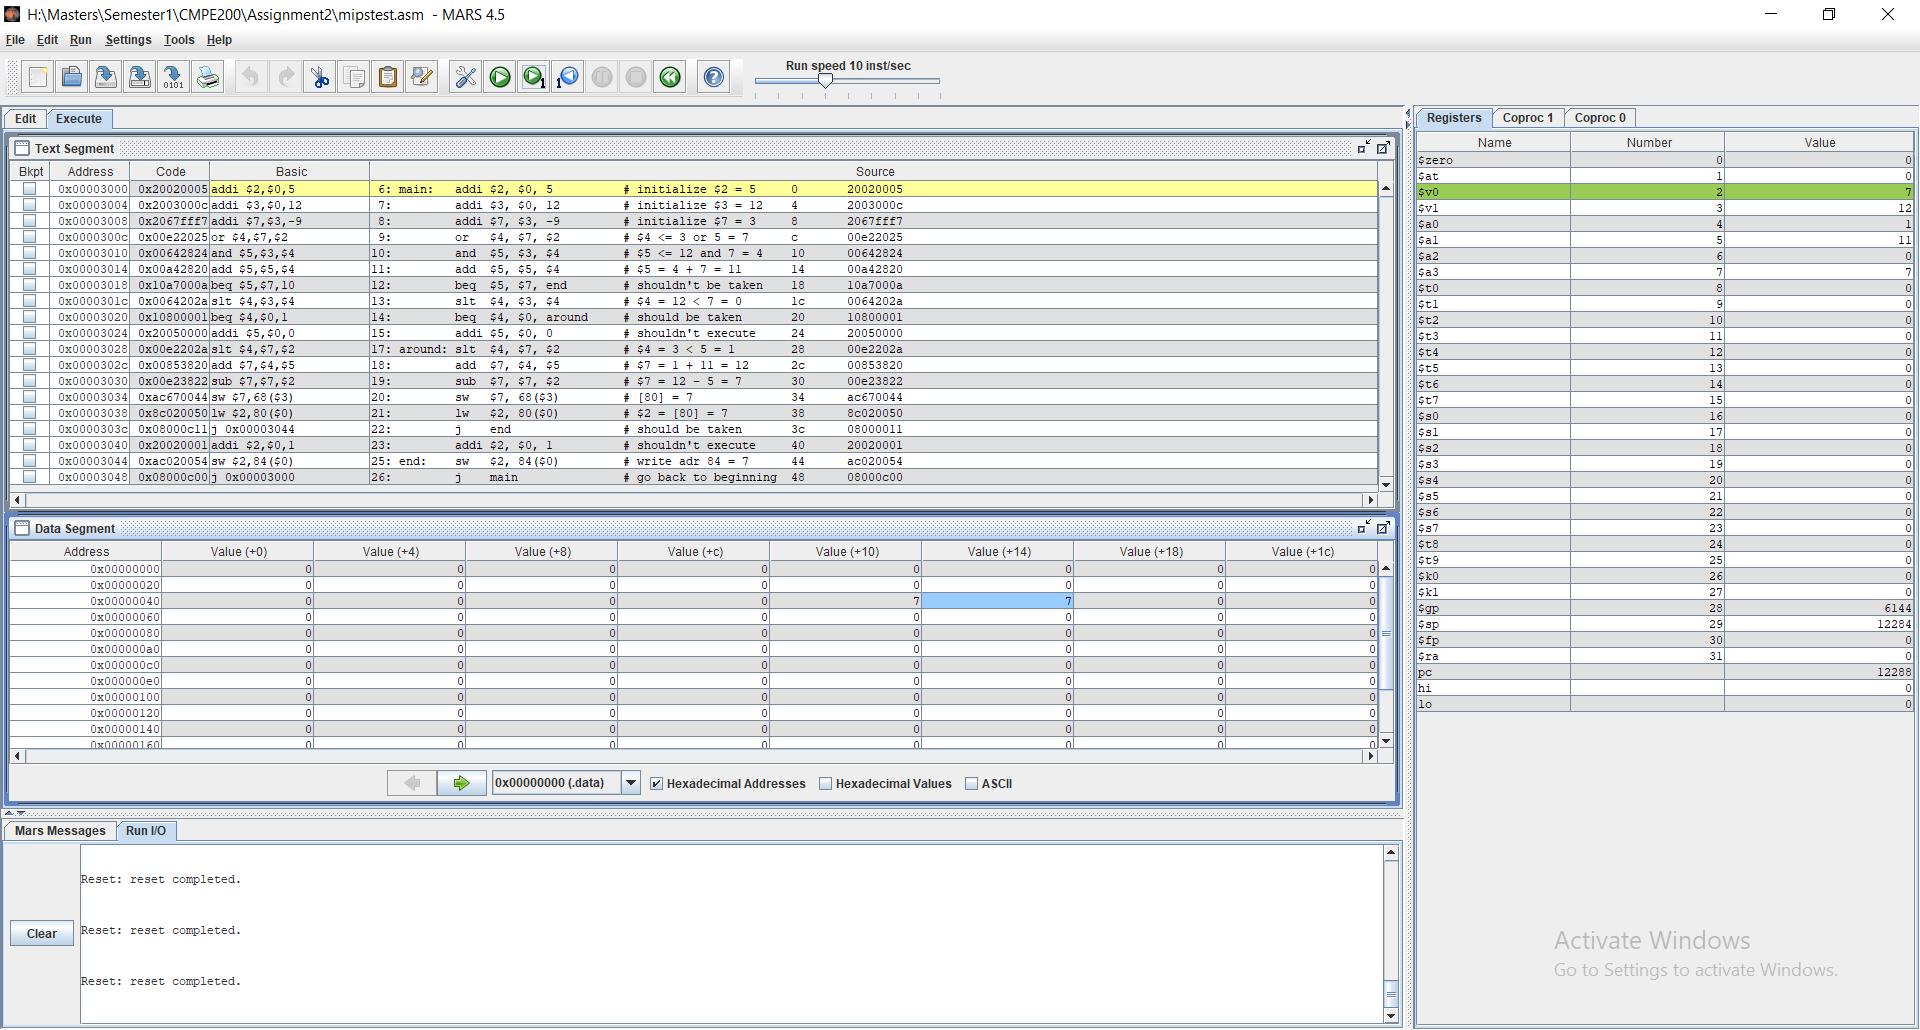 H:\Masters\Semester1\CMPE200\Assignment2\mipstest.asm - MARS 4.5
File Edit Run Settings Tools Help
Run speed 10 inst/sec
Edit Execute
Text Segment
Bkpt Address Code Basic Source
0x00003000 0x20020005 addi $2,$0,5 6: main: addi $2, $0, 5 # initialize $2 = 5 0 20020005
0x00003004 0x2003000c addi $3,$0,12 7: addi $3, $0, 12 # initialize $3 = 12 4 2003000c
0x00003008 0x2067fff7 addi $7,$3,-9 8: addi $7, $3, -9 # initialize $7 = 3 8 2067fff7
0x0000300c 0x00e22025 or $4,$7,$2 9: or $4, $7, $2 # $4 <= 3 or 5 = 7 c 00e22025
0x00003010 0x00642824 and $5,$3,$4 10: and $5, $3, $4 # $5 <= 12 and 7 = 4 10 00642824
0x00003014 0x00a42820 add $5,$5,$4 11: add $5, $5, $4 # $5 = 4 + 7 = 11 14 00a42820
0x00003018 0x10a7000a beq $5,$7,10 12: beq $5, $7, end # shouldn't be taken 18 10a7000a
0x0000301c 0x0064202a slt $4,$3,$4 13: slt $4, $3, $4 # $4 = 12 < 7 = 0 1c 0064202a
0x00003020 0x10800001 beq $4,$0,1 14: beq $4, $0, around # should be taken 20 10800001
0x00003024 0x20050000 addi $5,$0,0 15: addi $5, $0, 0 # shouldn't execute 24 20050000
0x00003028 0x00e2202a slt $4,$7,$2 17: around: slt $4, $7, $2 # $4 = 3 < 5 = 1 28 00e2202a
0x0000302c 0x00853820 add $7,$4,$5 18: add $7, $4, $5 # $7 = 1 + 11 = 12 2c 00853820
0x00003030 0x00e23822 sub $7,$7,$2 19: sub $7, $7, $2 # $7 = 12 - 5 = 7 30 00e23822
0x00003034 0xac670044 sw $7,68($3) 20: sw $7, 68($3) # [80] = 7 34 ac670044
0x00003038 0x8c020050 lw $2,80($0) 21: lw $2, 80($0) # $2 = [80] = 7 38 8c020050
0x0000303c 0x08000c11 j 0x00003044 22: j end # should be taken 3c 08000011
0x00003040 0x20020001 addi $2,$0,1 23: addi $2, $0, 1 # shouldn't execute 40 20020001
0x00003044 0xac020054 sw $2,84($0) 25: end: sw $2, 84($0) # write adr 84 = 7 44 ac020054
0x00003048 0x08000c00 j 0x00003000 26: j main # go back to beginning 48 08000c00
Data Segment
Address Value (+0) Value (+4) Value (+8) Value (+c) Value (+10) Value (+14) Value (+18) Value (+1c)
0x00000000 0 0 0 0 0 0 0 0
0x00000020 0 0 0 0 0 0 0 0
0x00000040 0 0 0 0 7 7 0 0
0x00000060 0 0 0 0 0 0 0 0
0x00000080 0 0 0 0 0 0 0 0
0x000000a0 0 0 0 0 0 0 0 0
0x000000c0 0 0 0 0 0 0 0 0
0x000000e0 0 0 0 0 0 0 0 0
0x00000100 0 0 0 0 0 0 0 0
0x00000120 0 0 0 0 0 0 0 0
0x00000140 0 0 0 0 0 0 0 0
0x00000160 0 0 0 0 0 0 0 0
0x00000000 (.data) Hexadecimal Addresses Hexadecimal Values ASCII
Mars Messages Run I/O
Reset: reset completed.
Reset: reset completed.
Reset: reset completed.
Clear
Registers Coproc 1 Coproc 0
Name Number Value
$zero 0 0
$at 1 0
$v0 2 7
$v1 3 12
$a0 4 1
$a1 5 11
$a2 6 0
$a3 7 7
$t0 8 0
$t1 9 0
$t2 10 0
$t3 11 0
$t4 12 0
$t5 13 0
$t6 14 0
$t7 15 0
$s0 16 0
$s1 17 0
$s2 18 0
$s3 19 0
$s4 20 0
$s5 21 0
$s6 22 0
$s7 23 0
$t8 24 0
$t9 25 0
$k0 26 0
$k1 27 0
$gp 28 6144
$sp 29 12284
$fp 30 0
$ra 31 0
pc 12288
hi 0
lo 0
Activate Windows
Go to Settings to activate Windows.